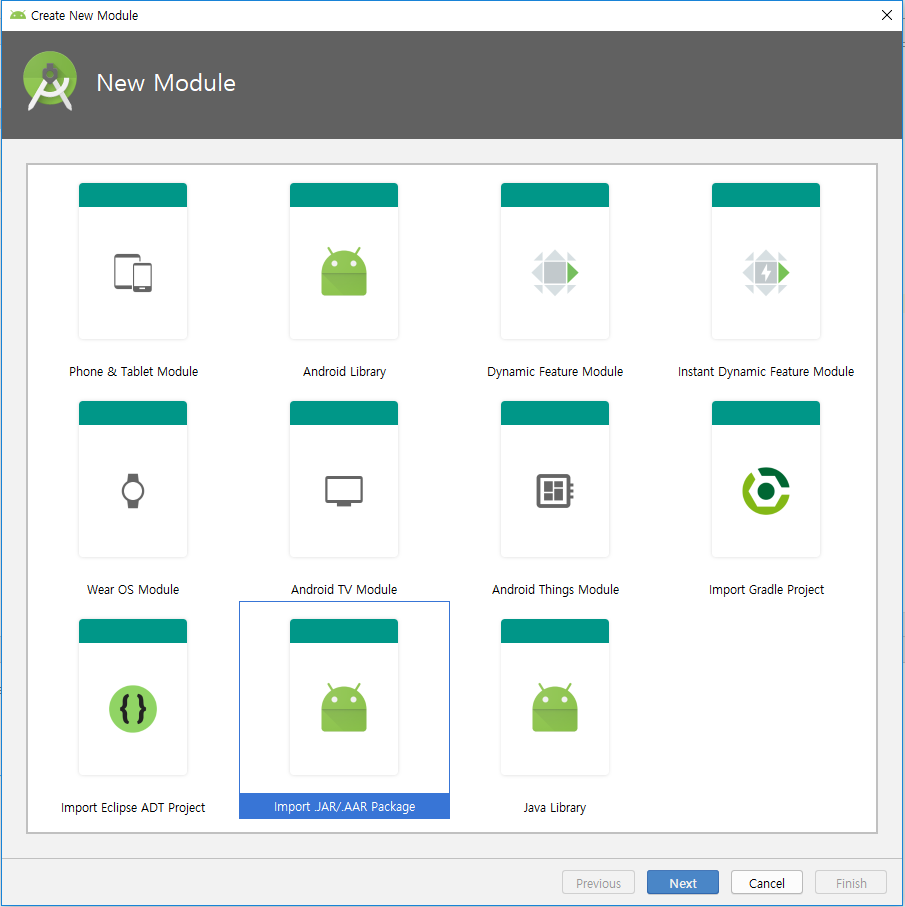 Create New Module
New Module
Phone & Tablet Module
Android Library
Dynamic Feature Module
Instant Dynamic Feature Module
Wear OS Module
Android TV Module
Android Things Module
Import Gradle Project
Import Eclipse ADT Project
Import .JAR/.AAR Package
Java Library
Previous
Next
Cancel
Finish